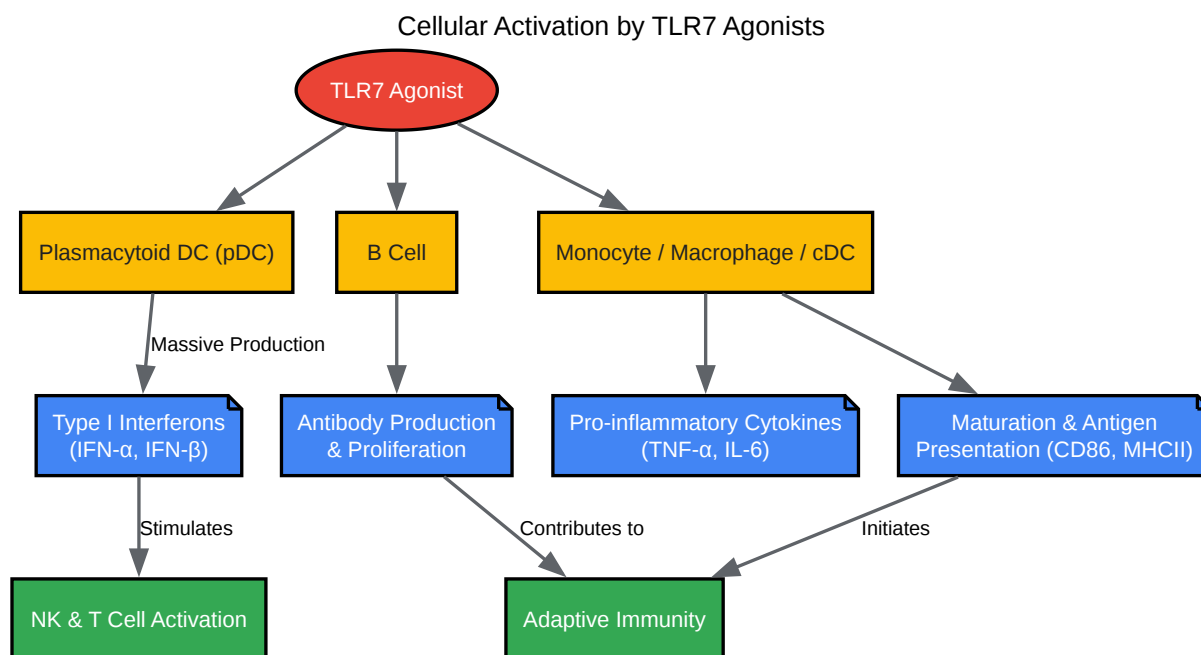 Cellular Activation by TLR7 Agonists
TLR7 Agonist
Plasmacytoid DC (pDC)
B Cell
Monocyte / Macrophage / cDC
Massive Production
Type I Interferons
(IFN-α, IFN-β)
Antibody Production
& Proliferation
Pro-inflammatory Cytokines
(TNF-α, IL-6)
Maturation & Antigen
Presentation (CD86, MHCII)
Stimulates
Contributes to
Initiates
NK & T Cell Activation
Adaptive Immunity